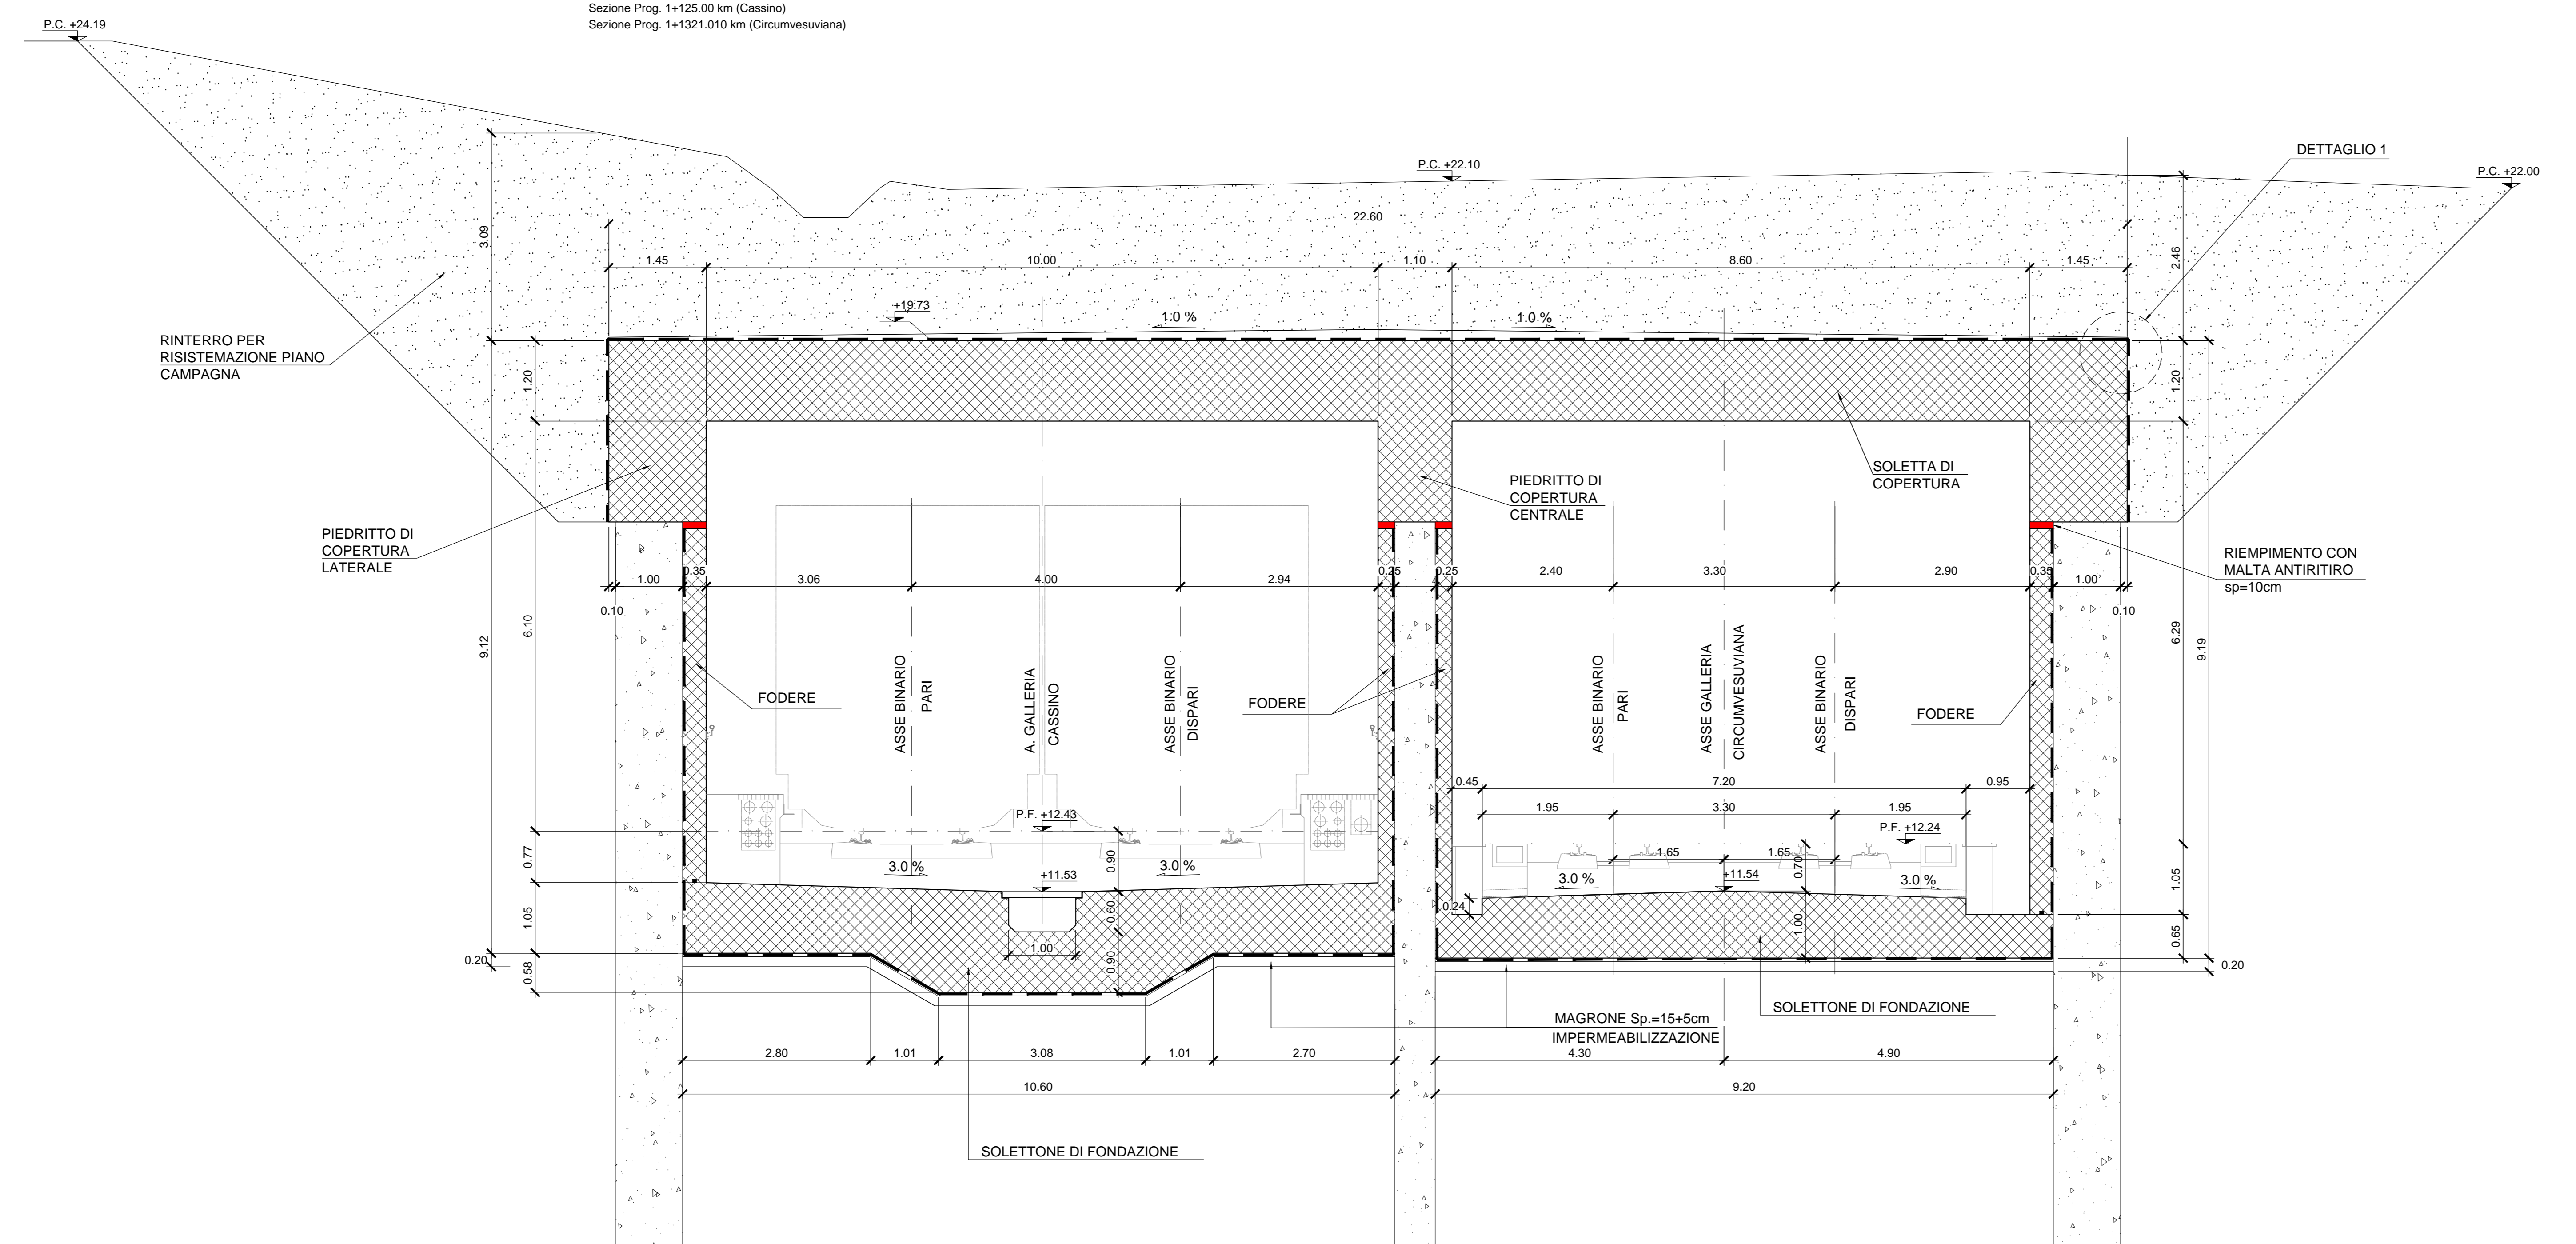 Sezione Prog. 1+125.00 km (Cassino)
Sezione Prog. 1+1321.010 km (Circumvesuviana)
P.C. +24.19
P.C. +22.10
DETTAGLIO 1
P.C. +22.00
3.09
22.60
2.46
1.45
10.00
1.10
8.60
1.45
+19.73
1.0 %
1.0 %
RINTERRO PER
RISISTEMAZIONE PIANO
CAMPAGNA
1.20
1.20
PIEDRITTO DI
COPERTURA
LATERALE
PIEDRITTO DI
COPERTURA
CENTRALE
SOLETTA DI
COPERTURA
RIEMPIMENTO CON
MALTA ANTIRITIRO
sp=10cm
0.10
1.00
0.35
3.06
4.00
2.94
0.25
0.25
2.40
3.30
2.90
0.35
1.00
0.10
9.12
6.10
6.29
9.19
FODERE
ASSE BINARIO
PARI
A. GALLERIA
CASSINO
ASSE BINARIO
DISPARI
FODERE
ASSE BINARIO
PARI
ASSE GALLERIA
CIRCUMVESUVIANA
ASSE BINARIO
DISPARI
FODERE
0.45
7.20
0.95
1.95
3.30
1.95
P.F. +12.43
P.F. +12.24
0.77
3.0 %
3.0 %
0.90
+11.53
1.65
1.65
0.70
3.0 %
+11.54
3.0 %
1.05
1.05
0.60
0.24
1.00
1.00
0.65
0.20
0.58
0.90
0.20
SOLETTONE DI FONDAZIONE
MAGRONE Sp.=15+5cm
IMPERMEABILIZZAZIONE
2.80
1.01
3.08
1.01
2.70
4.30
4.90
10.60
9.20
SOLETTONE DI FONDAZIONE